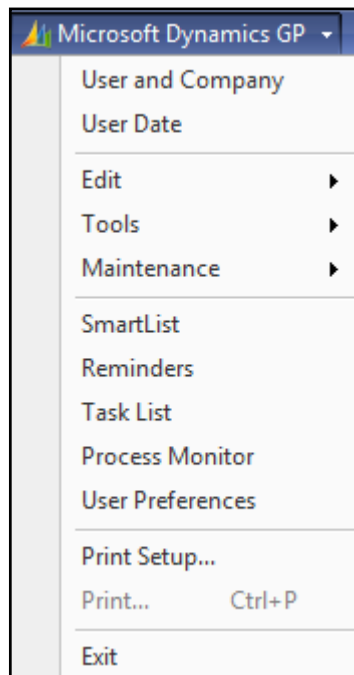 Microsoft Dynamics GP
User and Company
User Date
Edit
Tools
Maintenance
SmartList
Reminders
Task List
Process Monitor
User Preferences
Print Setup...
Print... Ctrl+P
Exit